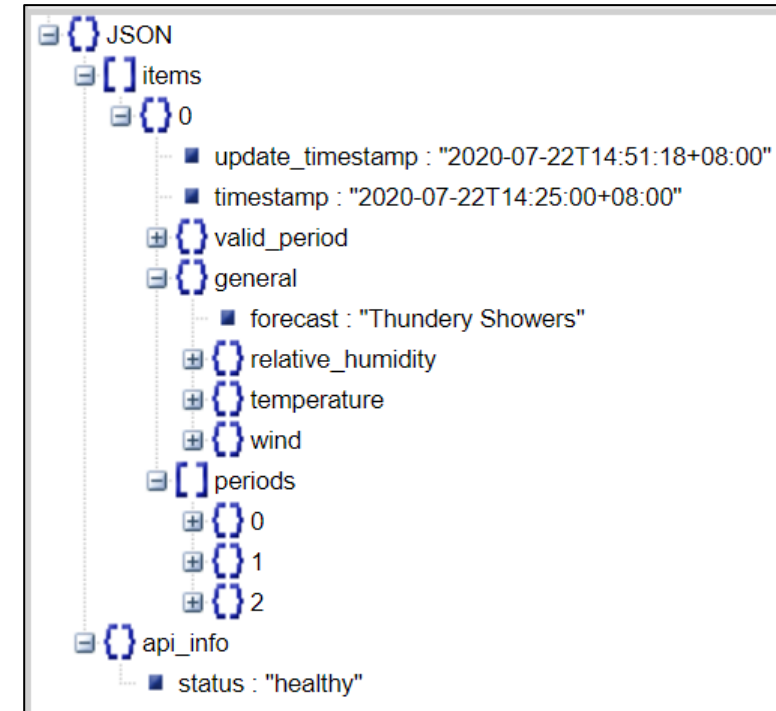 JSON
items
0
update_timestamp : "2020-07-22T14:51:18+08:00"
timestamp : "2020-07-22T14:25:00+08:00"
valid_period
general
forecast : "Thundery Showers"
relative_humidity
temperature
wind
periods
0
1
2
api_info
status : "healthy"